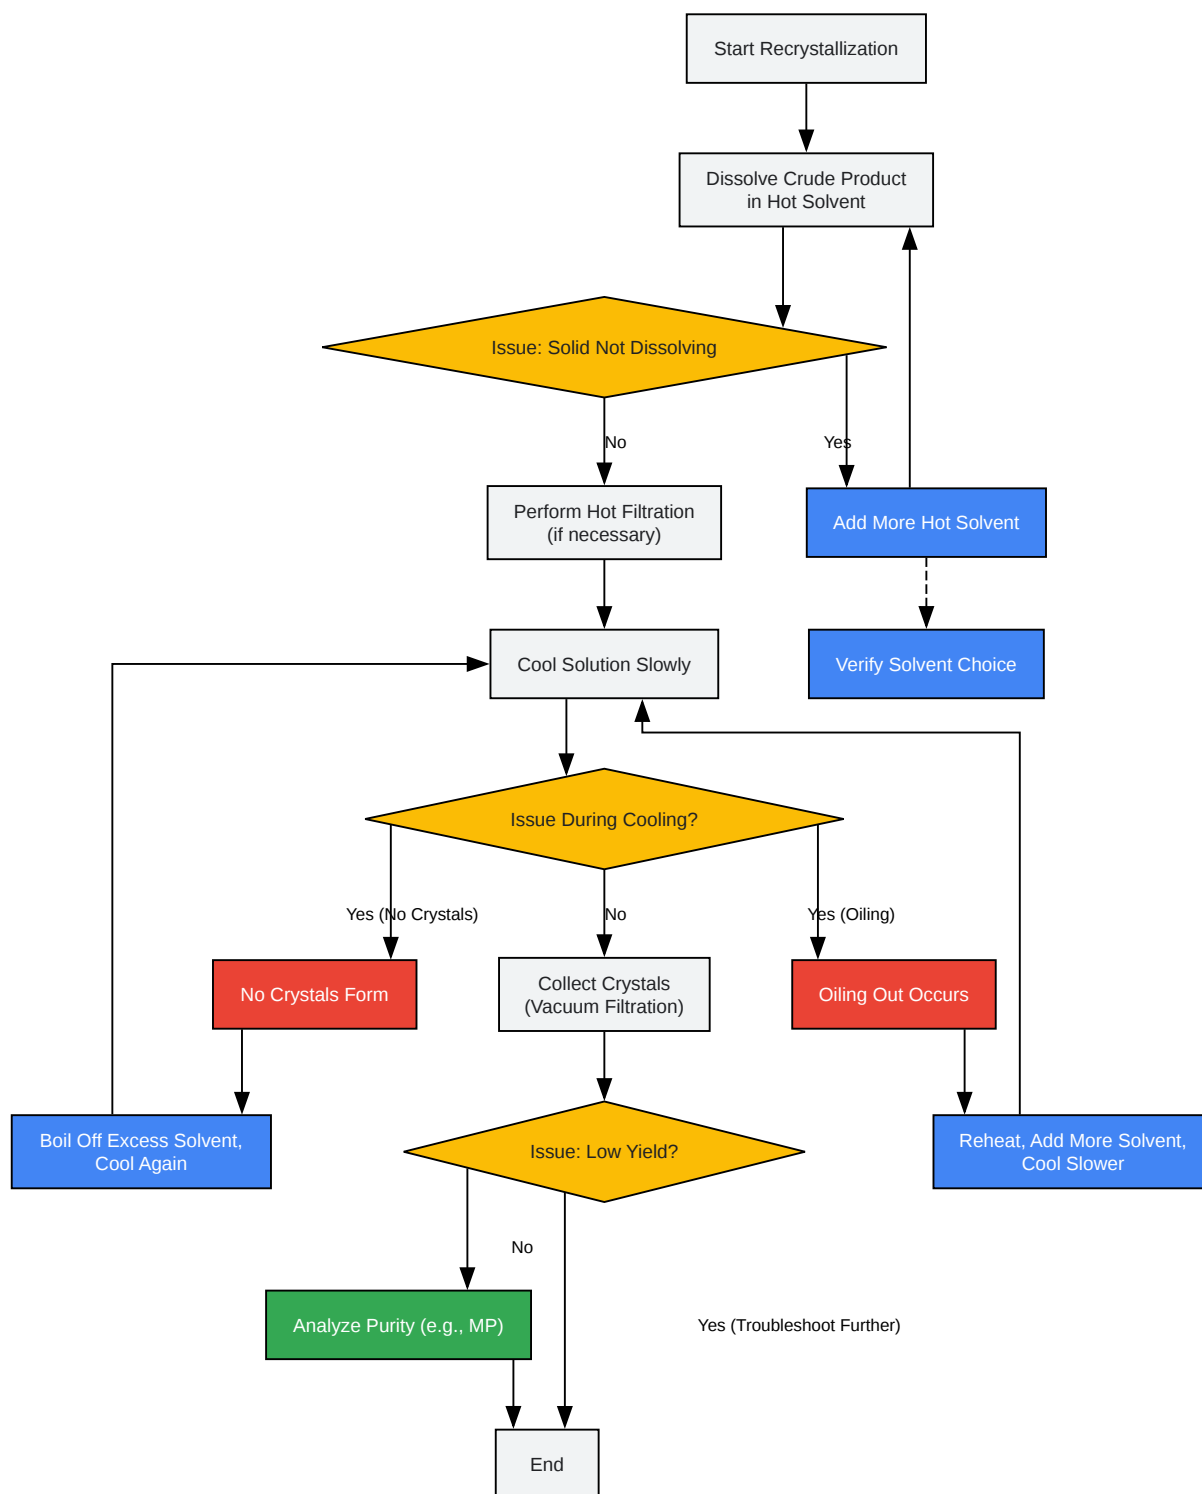 Start Recrystallization
Dissolve Crude Product
in Hot Solvent
Issue: Solid Not Dissolving
No
Yes
Perform Hot Filtration
(if necessary)
Add More Hot Solvent
Cool Solution Slowly
Verify Solvent Choice
Issue During Cooling?
Yes (No Crystals)
No
Yes (Oiling)
No Crystals Form
Collect Crystals
(Vacuum Filtration)
Oiling Out Occurs
Boil Off Excess Solvent,
Cool Again
Issue: Low Yield?
Reheat, Add More Solvent,
Cool Slower
No
Analyze Purity (e.g., MP)
Yes (Troubleshoot Further)
End